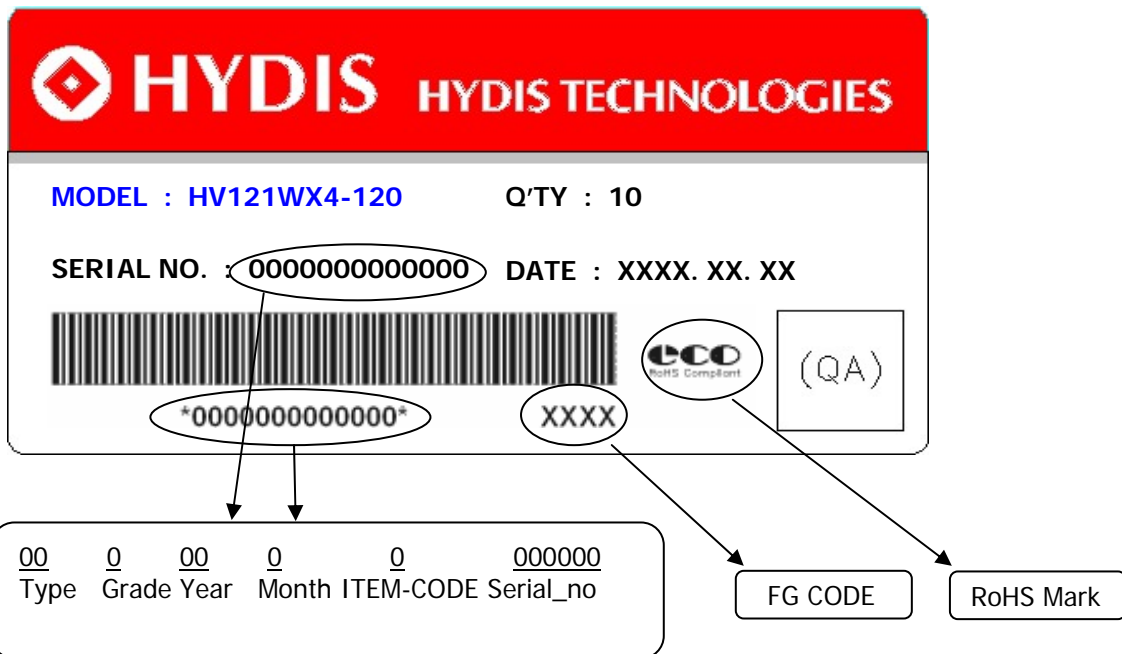 HYDIS HYDIS TECHNOLOGIES
MODEL : HV121WX4-120 Q'TY : 10
SERIAL NO. : 0000000000000 DATE : XXXX. XX. XX
eco
RoHS Compliant
(QA)
*0000000000000* XXXX
00 0 00 0 0 000000
Type Grade Year Month ITEM-CODE Serial_no
FG CODE
RoHS Mark